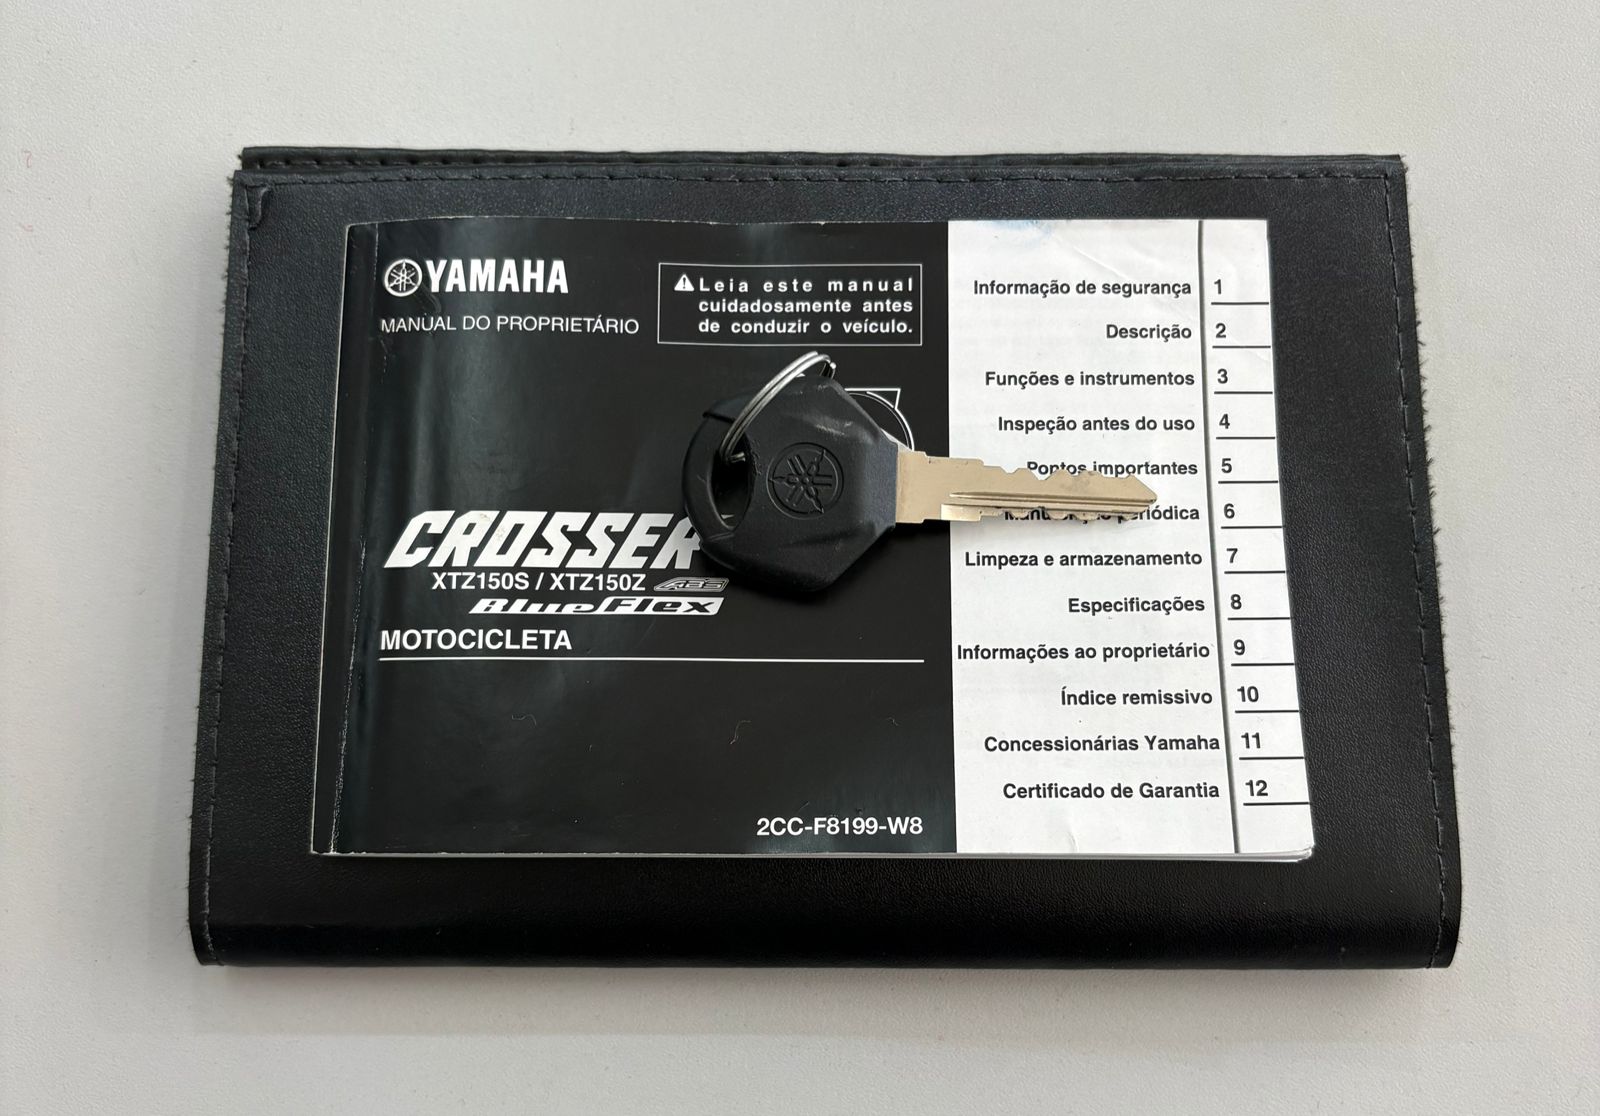 YAMAHA
MANUAL DO PROPRIETÁRIO
Leia este manual
cuidadosamente antes
de conduzir o veículo.
CROSSER
XTZ150S / XTZ150Z ABS
BlueFlex
MOTOCICLETA
2CC-F8199-W8
Informação de segurança 1
Descrição 2
Funções e instrumentos 3
Inspeção antes do uso 4
Pontos importantes 5
Manutenção periódica 6
Limpeza e armazenamento 7
Especificações 8
Informações ao proprietário 9
Índice remissivo 10
Concessionárias Yamaha 11
Certificado de Garantia 12